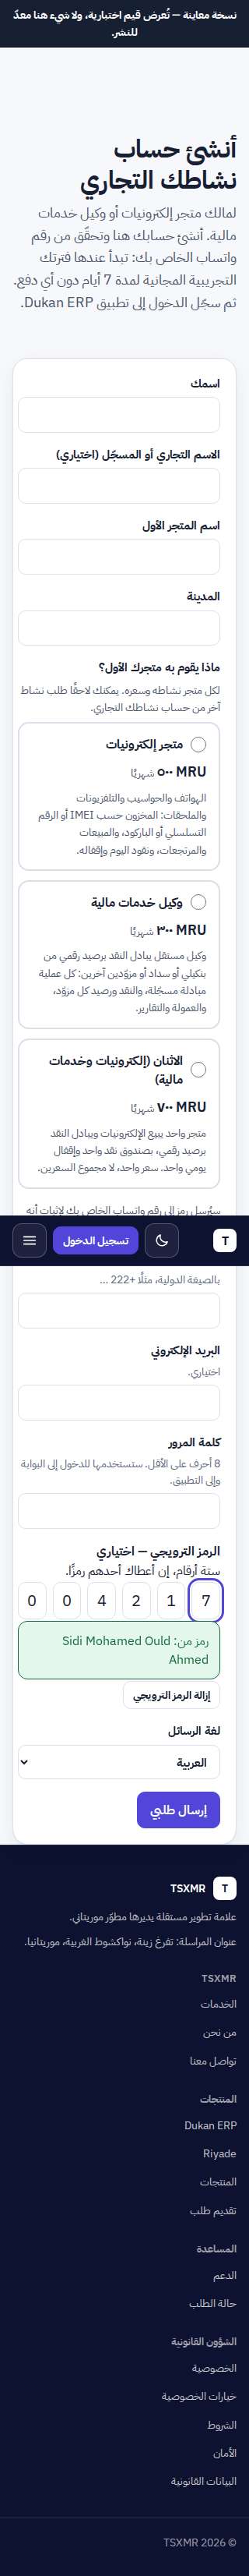 نسخة معاينة — تُعرض قيم اختبارية، ولا شيء هنا معدّ
للنشر.
أنشئ حساب
نشاطك التجاري
لمالك متجر إلكترونيات أو وكيل خدمات
مالية. أنشئ حسابك هنا وتحقّق من رقم
واتساب الخاص بك: تبدأ عندها فترتك
التجريبية المجانية لمدة 7 أيام دون أي دفع.
ثم سجّل الدخول إلى تطبيق Dukan ERP.
اسمك
الاسم التجاري أو المسجّل (اختياري)
اسم المتجر الأول
المدينة
ماذا يقوم به متجرك الأول؟
لكل متجر نشاطه وسعره. يمكنك لاحقًا طلب نشاط
آخر من حساب نشاطك التجاري.
متجر إلكترونيات
MRU ٥٠٠ شهريًا
الهواتف والحواسيب والتلفزيونات
والملحقات: المخزون حسب IMEI أو الرقم
التسلسلي أو الباركود، والمبيعات
والمرتجعات، ونقود اليوم وإقفاله.
وكيل خدمات مالية
MRU ٣٠٠ شهريًا
وكيل مستقل يبادل النقد برصيد رقمي من
بنكيلي أو سداد أو مزوّدين آخرين: كل عملية
مبادلة مسجّلة، والنقد ورصيد كل مزوّد،
والعمولة والتقارير.
الاثنان (إلكترونيات وخدمات
مالية)
MRU ٧٠٠ شهريًا
متجر واحد يبيع الإلكترونيات ويبادل النقد
برصيد رقمي، بصندوق نقد واحد وإقفال
يومي واحد. سعر واحد، لا مجموع السعرين.
سيُرسل رمز إلى رقم واتساب الخاص بك لإثبات أنه
T
تسجيل الدخول
بالصيغة الدولية، مثلًا +222 …
البريد الإلكتروني
اختياري.
كلمة المرور
8 أحرف على الأقل. ستستخدمها للدخول إلى البوابة
وإلى التطبيق.
الرمز الترويجي — اختياري
ستة أرقام، إن أعطاك أحدهم رمزًا.
7 1 2 4 0 0
رمز من: Sidi Mohamed Ould
Ahmed
إزالة الرمز الترويجي
لغة الرسائل
العربية
إرسال طلبي
T TSXMR
علامة تطوير مستقلة يديرها مطوّر موريتاني.
عنوان المراسلة: تفرغ زينة، نواكشوط الغربية، موريتانيا.
TSXMR
الخدمات
من نحن
تواصل معنا
المنتجات
Dukan ERP
Riyade
المنتجات
تقديم طلب
المساعدة
الدعم
حالة الطلب
الشؤون القانونية
الخصوصية
خيارات الخصوصية
الشروط
الأمان
البيانات القانونية
© 2026 TSXMR